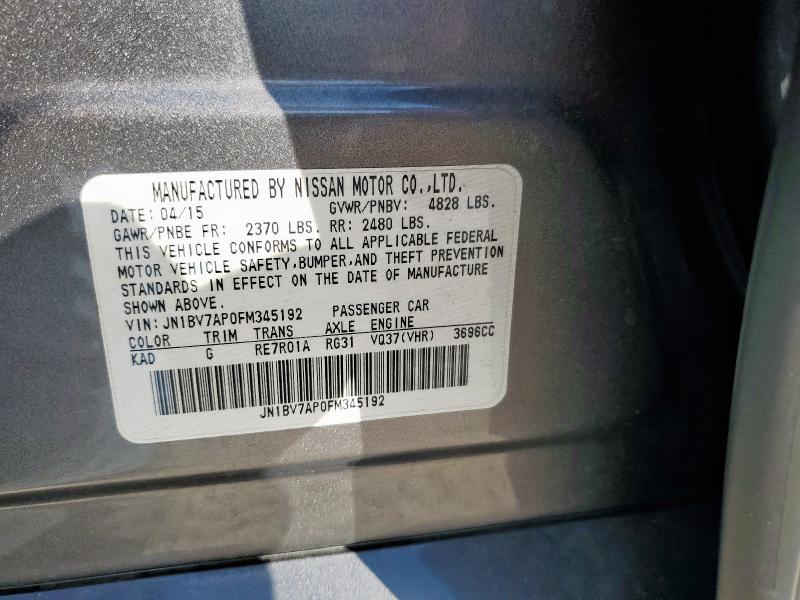 MANUFACTURED BY NISSAN MOTOR CO.,LTD.
DATE: 04/15 GVWR/PNBV: 4828 LBS.
GAWR/PNBE FR: 2370 LBS. RR: 2480 LBS.
THIS VEHICLE CONFORMS TO ALL APPLICABLE FEDERAL
MOTOR VEHICLE SAFETY,BUMPER,AND THEFT PREVENTION
STANDARDS IN EFFECT ON THE DATE OF MANUFACTURE
SHOWN ABOVE.
VIN: JN1BV7AP0FM345192 PASSENGER CAR
COLOR TRIM TRANS AXLE ENGINE
KAD G RE7R01A RG31 VQ37(VHR) 3696CC
JN1BV7AP0FM345192